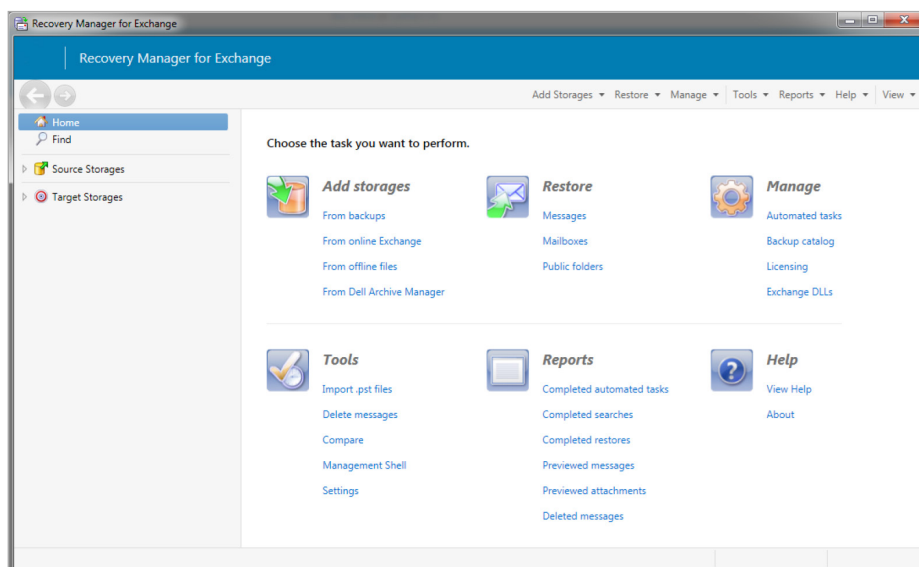 Recovery Manager for Exchange
Recovery Manager for Exchange
Add Storages Restore Manage Tools Reports Help View
Home
Find
Source Storages
Target Storages
Choose the task you want to perform.
Add storages
From backups
From online Exchange
From offline files
From Dell Archive Manager
Restore
Messages
Mailboxes
Public folders
Manage
Automated tasks
Backup catalog
Licensing
Exchange DLLs
Tools
Import .pst files
Delete messages
Compare
Management Shell
Settings
Reports
Completed automated tasks
Completed searches
Completed restores
Previewed messages
Previewed attachments
Deleted messages
Help
View Help
About